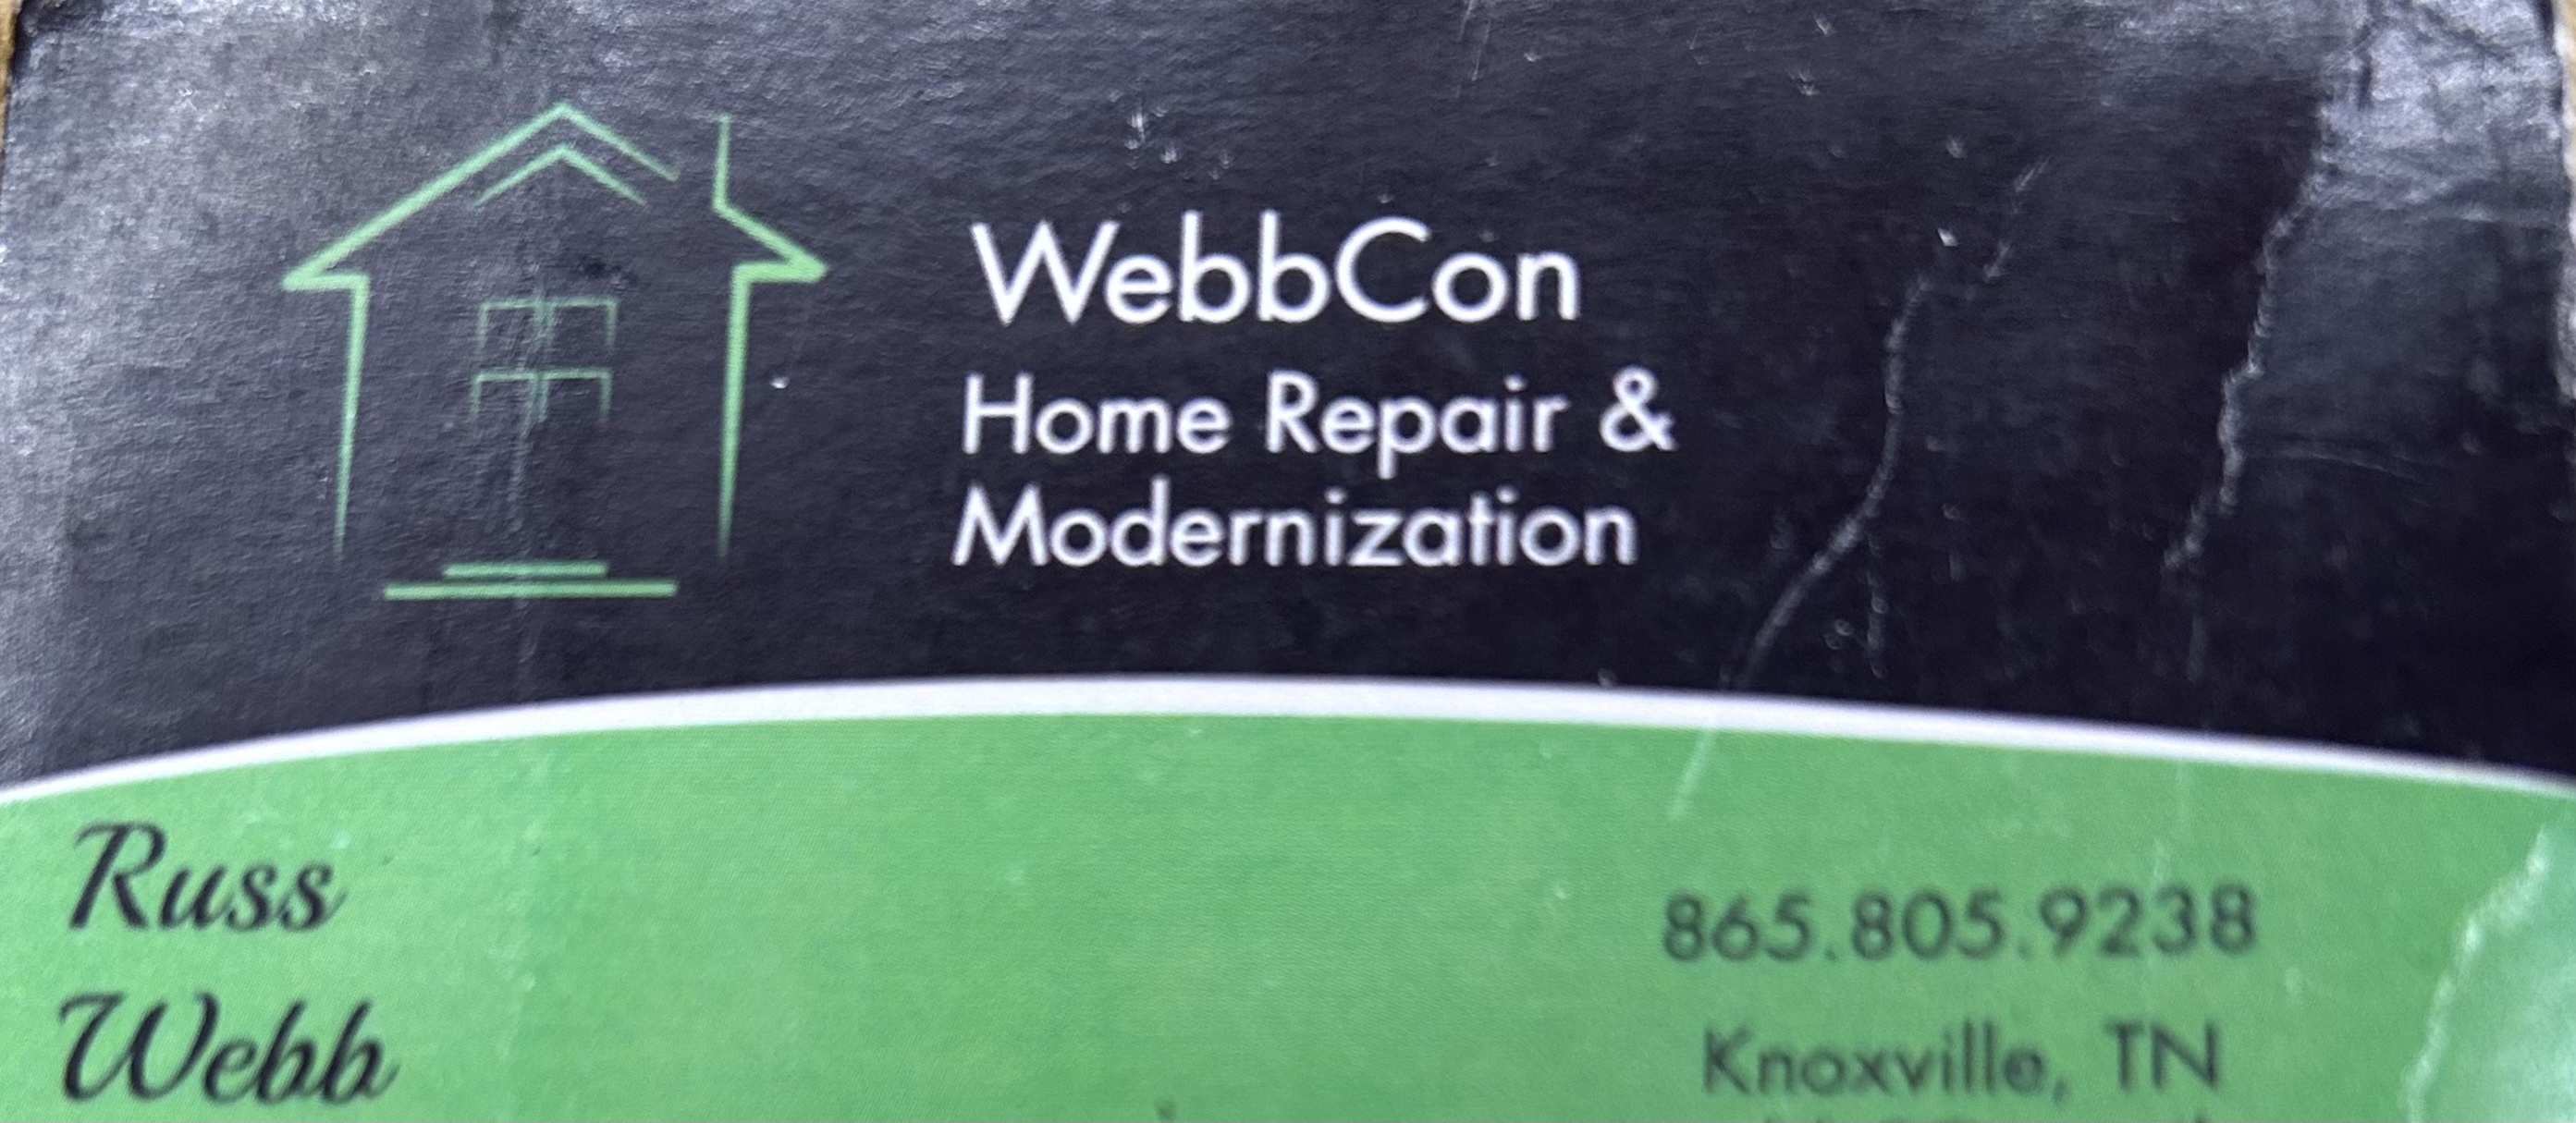 WebbCon
Home Repair &
Modernization
Russ
Webb
865.805.9238
Knoxville, TN